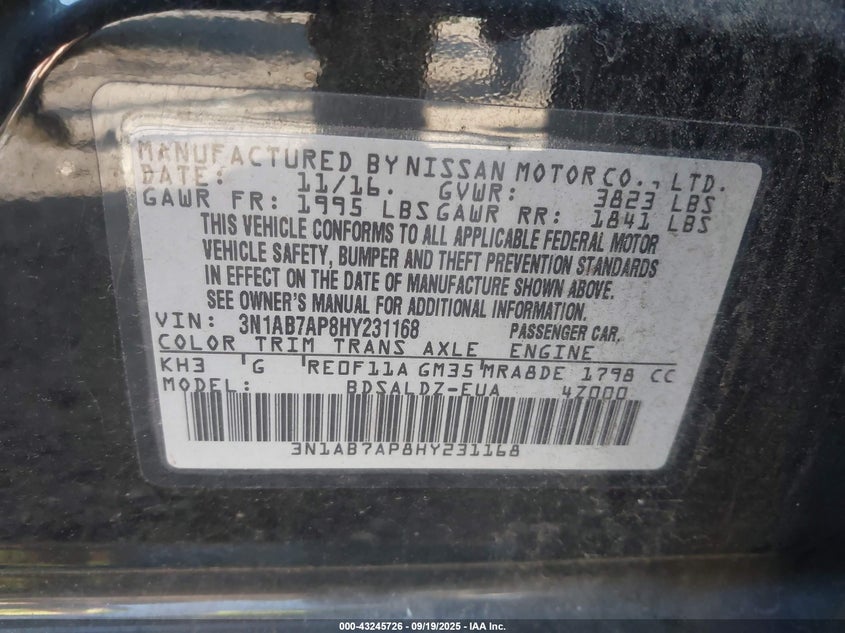 MANUFACTURED BY NISSAN MOTOR CO., LTD.
DATE: 11/16. GVWR: 3823 LBS
GAWR FR: 1995 LBS GAWR RR: 1841 LBS
THIS VEHICLE CONFORMS TO ALL APPLICABLE FEDERAL MOTOR
VEHICLE SAFETY, BUMPER AND THEFT PREVENTION STANDARDS
IN EFFECT ON THE DATE OF MANUFACTURE SHOWN ABOVE.
SEE OWNER'S MANUAL FOR ADDITIONAL INFORMATION.
VIN: 3N1AB7AP8HY231168 PASSENGER CAR.
COLOR TRIM TRANS AXLE ENGINE
KH3 G RE0F11A GM35 MRA8DE 1798 CC
MODEL: BDSALDZ-EUA 4Z000
3N1AB7AP8HY231168
000-43245726 - 09/19/2025 - IAA Inc.